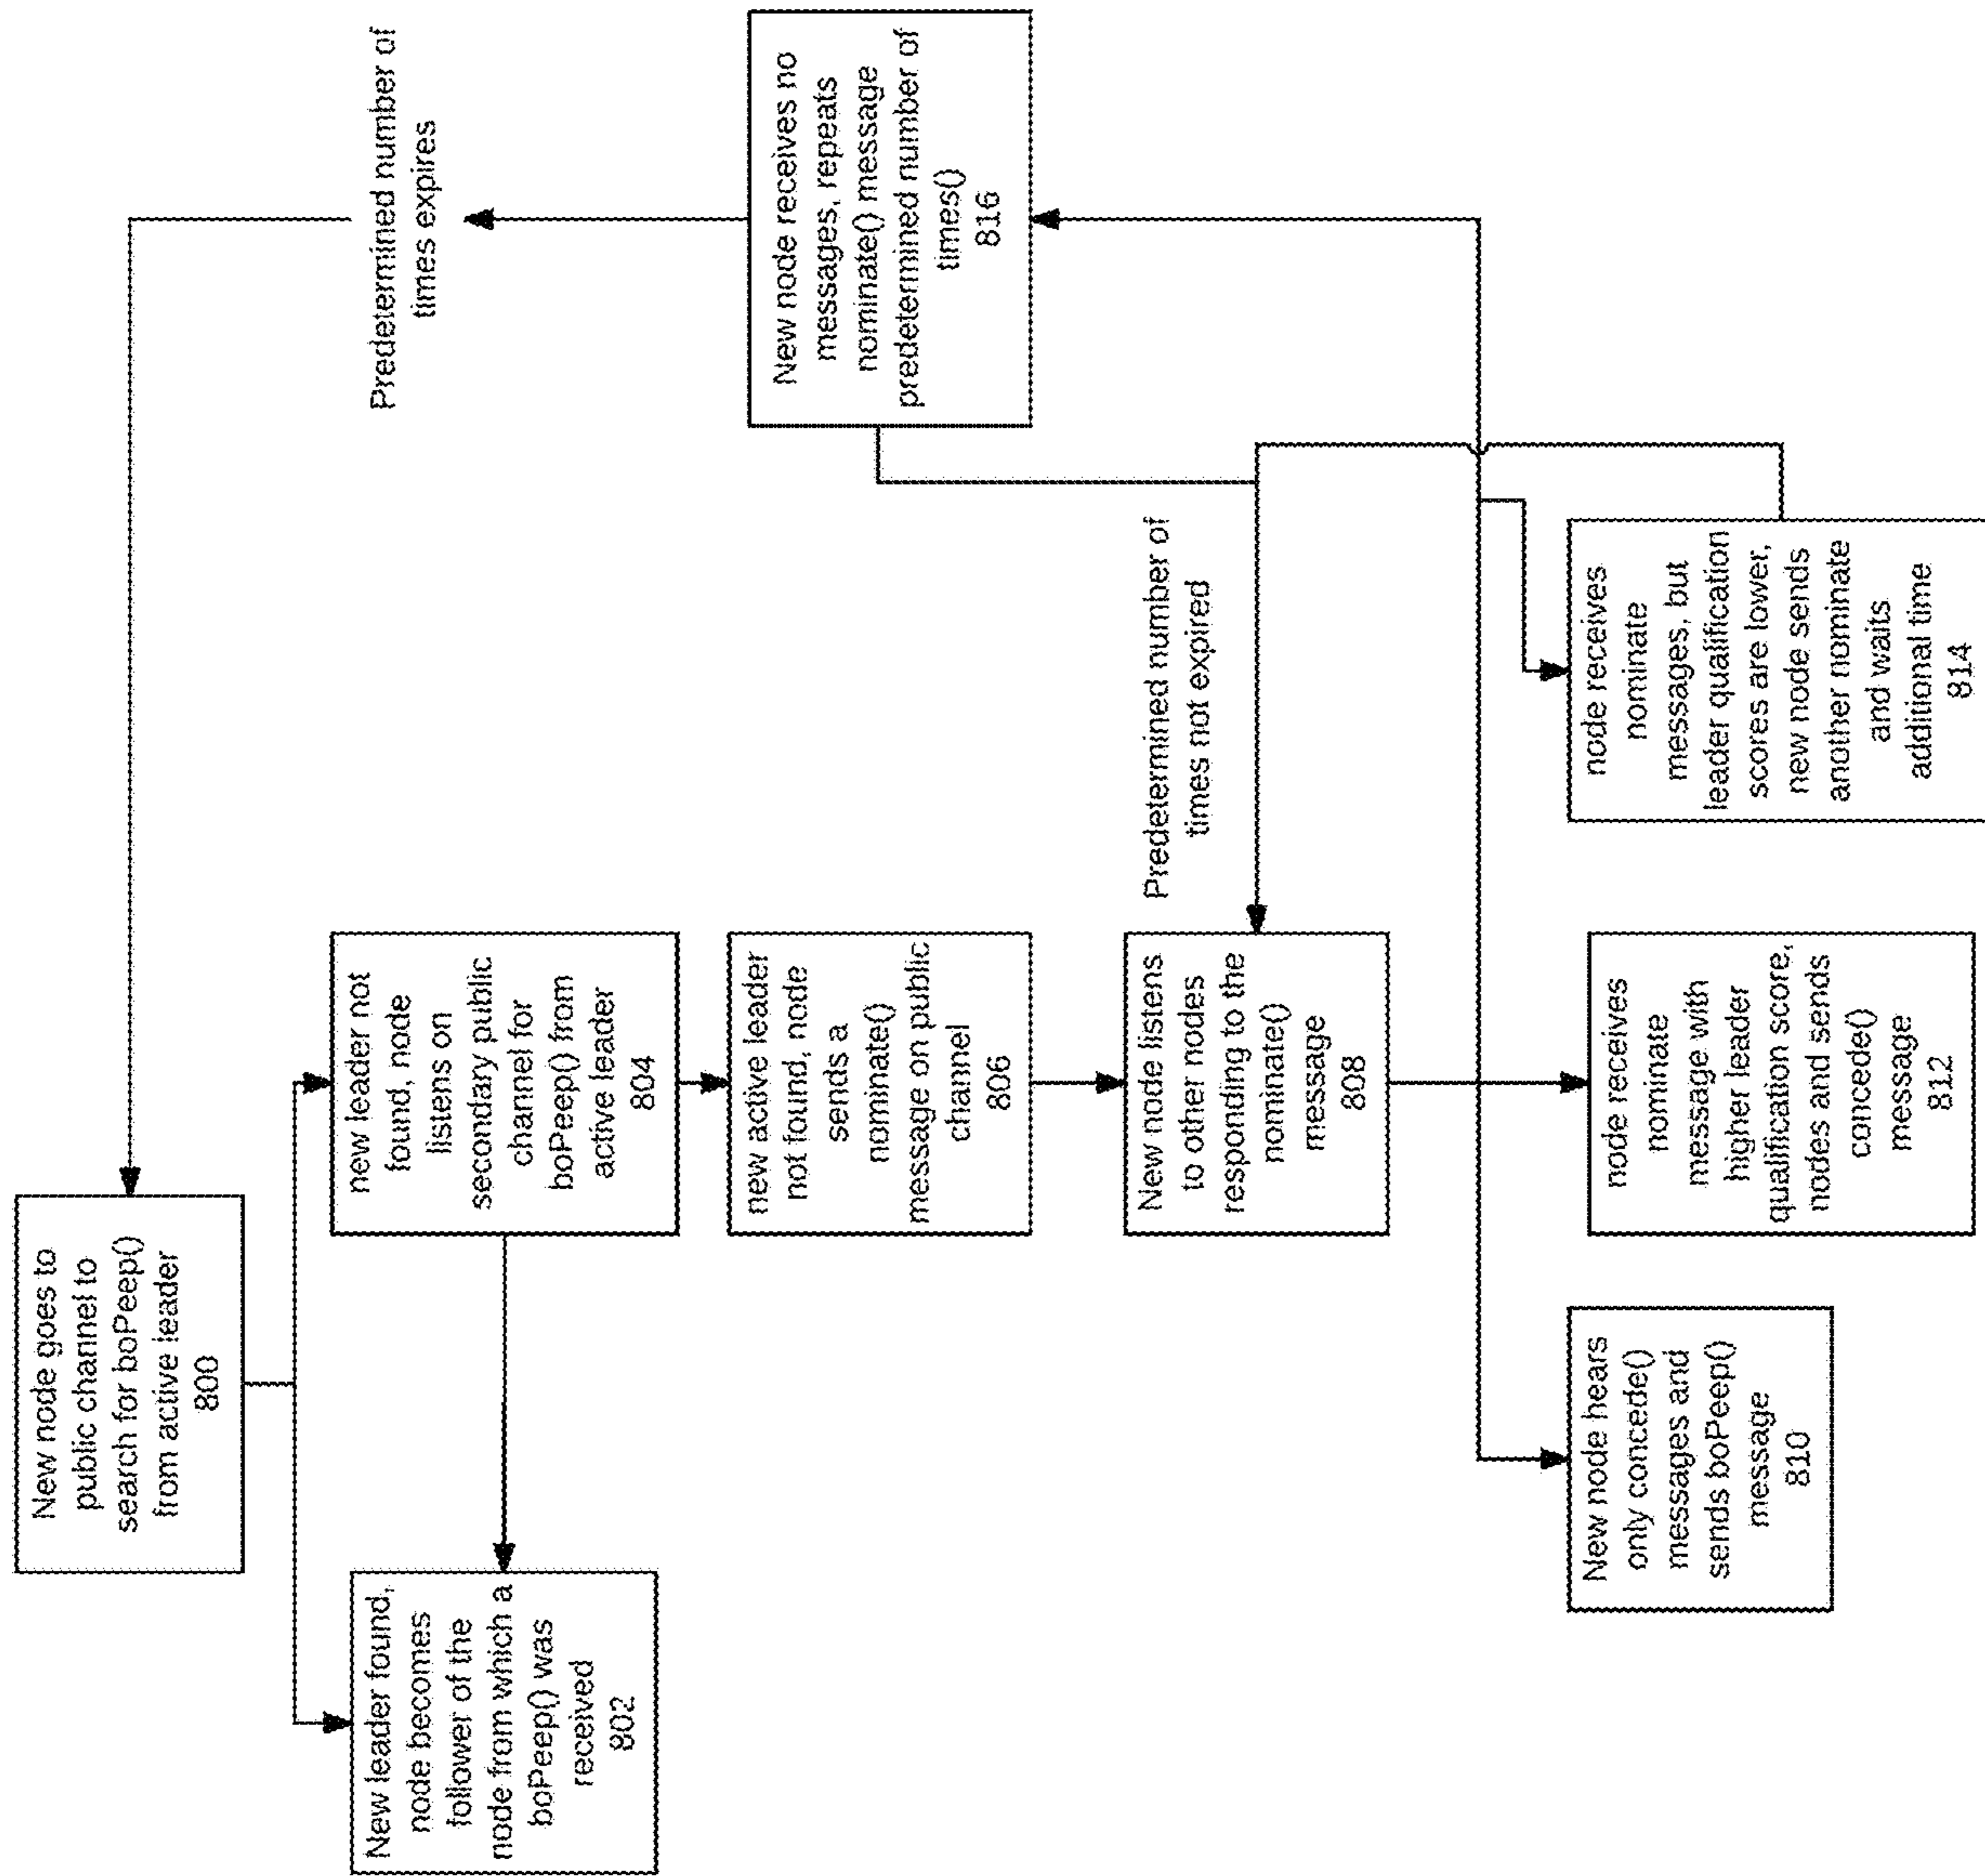 New node goes to
public channel to
search for boPeep()
from active leader
800
New leader found,
node becomes
follower of the
node from which a
boPeep() was
received
802
new leader not
found, node
listens on
secondary public
channel for
boPeep() from
active leader
804
new active leader
not found, node
sends a
nominate()
message on public
channel
806
New node listens
to other nodes
responding to the
nominate()
message
808
New node hears
only concede()
messages and
sends boPeep()
message
810
node receives
nominate
message with
higher leader
qualification score,
nodes and sends
concede()
message
812
node receives
nominate
messages, but
leader qualification
scores are lower,
new node sends
another nominate
and waits
additional time
814
New node receives no
messages, repeats
nominate() message
predetermined number of
times()
816
Predetermined number of
times expires
Predetermined number of
times not expired